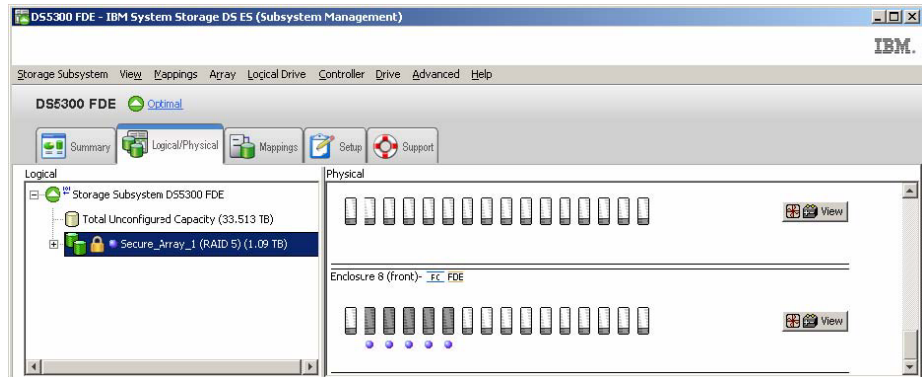 DS5300 FDE - IBM System Storage DS ES (Subsystem Management)
IBM.
Storage Subsystem View Mappings Array Logical Drive Controller Drive Advanced Help
DS5300 FDE Optimal
Summary Logical/Physical Mappings Setup Support
Logical
Storage Subsystem DS5300 FDE
Total Unconfigured Capacity (33.513 TB)
Secure_Array_1 (RAID 5) (1.09 TB)
Physical
View
Enclosure 8 (front)- FC FDE
View